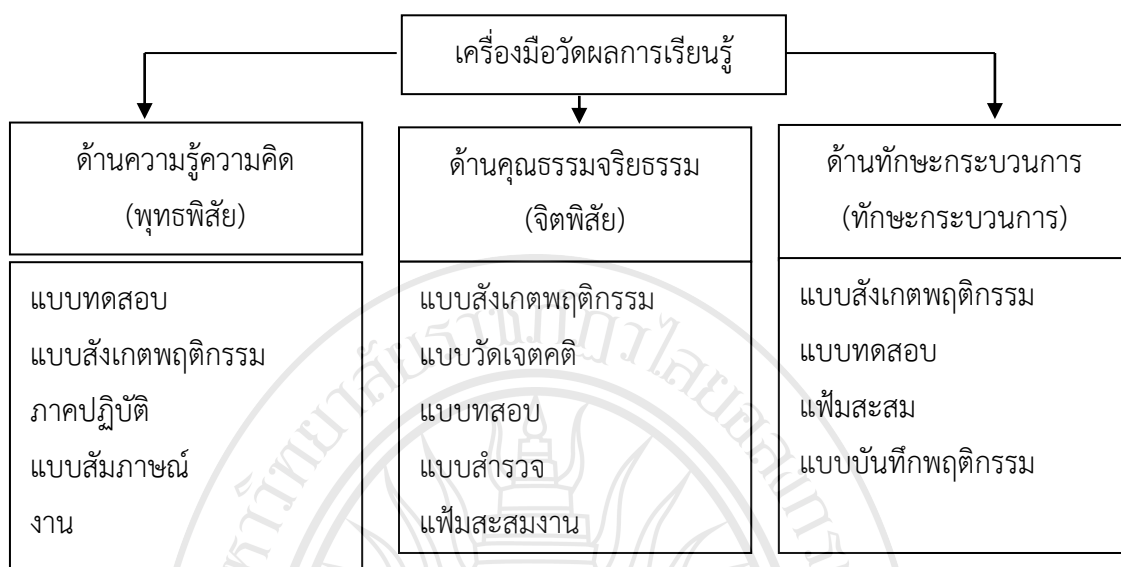 เครื่องมือวัดผลการเรียนรู้
ด้านความรู้ความคิด
(พุทธพิสัย)
แบบทดสอบ
แบบสังเกตพฤติกรรม
ภาคปฏิบัติ
แบบสัมภาษณ์
งาน
ด้านคุณธรรมจริยธรรม
(จิตพิสัย)
แบบสังเกตพฤติกรรม
แบบวัดเจตคติ
แบบทสอบ
แบบสำรวจ
แฟ้มสะสมงาน
ด้านทักษะกระบวนการ
(ทักษะกระบวนการ)
แบบสังเกตพฤติกรรม
แบบทดสอบ
แฟ้มสะสม
แบบบันทึกพฤติกรรม